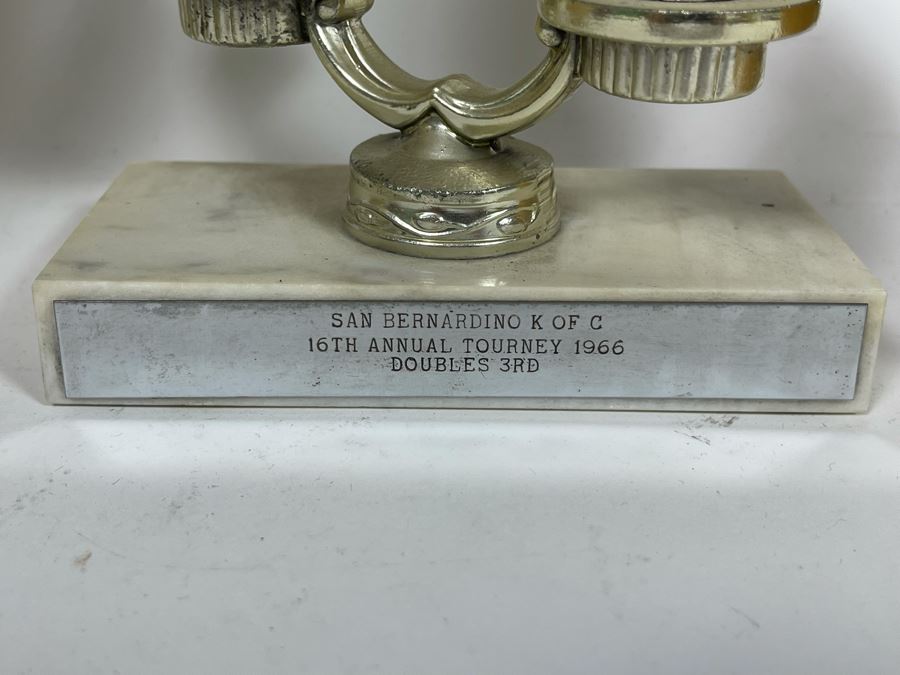 SAN BERNARDINO K OF C
16TH ANNUAL TOURNEY 1966
DOUBLES 3RD